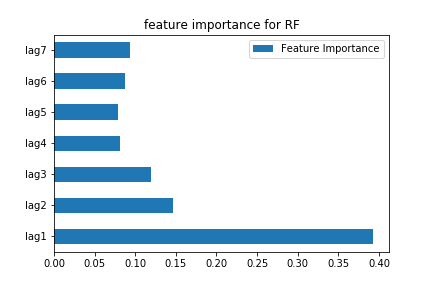 feature importance for RF
Feature Importance
lag7
lag6
lag5
lag4
lag3
lag2
lag1
0.00 0.05 0.10 0.15 0.20 0.25 0.30 0.35 0.40